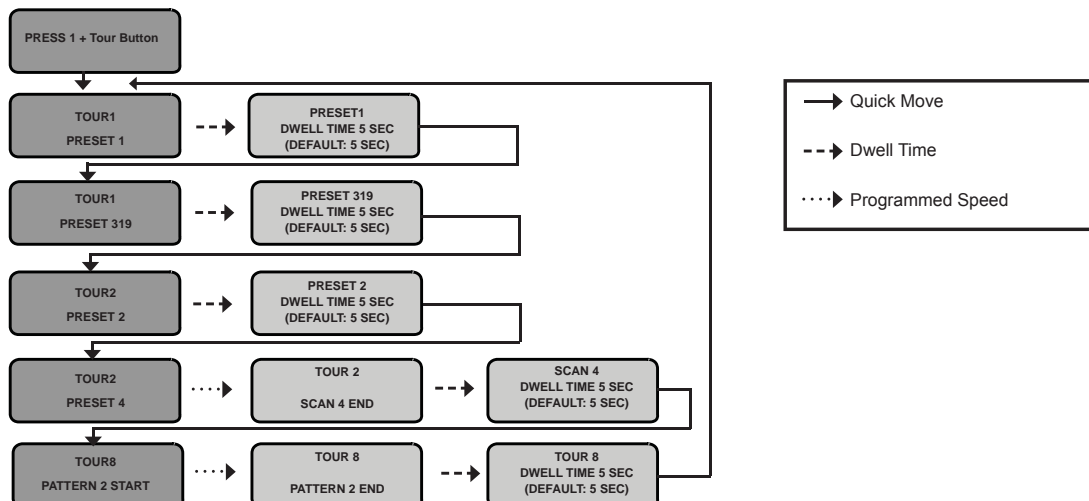 PRESS 1 + Tour Button
TOUR1
PRESET 1
PRESET1
DWELL TIME 5 SEC
(DEFAULT: 5 SEC)
TOUR1
PRESET 319
PRESET 319
DWELL TIME 5 SEC
(DEFAULT: 5 SEC)
TOUR2
PRESET 2
PRESET 2
DWELL TIME 5 SEC
(DEFAULT: 5 SEC)
TOUR2
PRESET 4
TOUR 2
SCAN 4 END
SCAN 4
DWELL TIME 5 SEC
(DEFAULT: 5 SEC)
TOUR8
PATTERN 2 START
TOUR 8
PATTERN 2 END
TOUR 8
DWELL TIME 5 SEC
(DEFAULT: 5 SEC)
Quick Move
Dwell Time
Programmed Speed